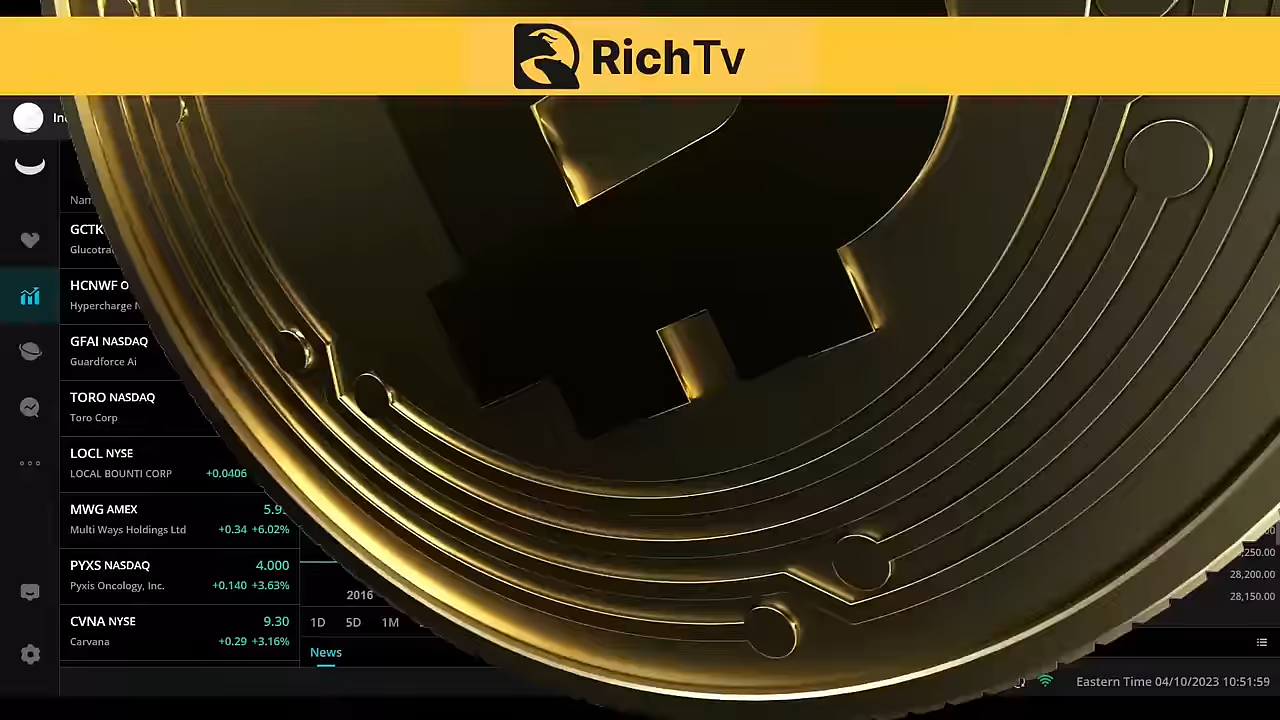 RichTv
GCTK
HCNWF
Hypercharge
GFAI NASDAQ
Guardforce Ai
TORO NASDAQ
Toro Corp
LOCL NYSE
LOCAL BOUNTI CORP +0.0406
MWG AMEX
Multi Ways Holdings Ltd +0.34 +6.02%
PYXS NASDAQ 4.000
Pyxis Oncology, Inc. +0.140 +3.63%
CVNA NYSE 9.30
Carvana +0.29 +3.16%
2016
28,200.00
28,150.00
1D 5D 1M
News
Eastern Time 04/10/2023 10:51:59